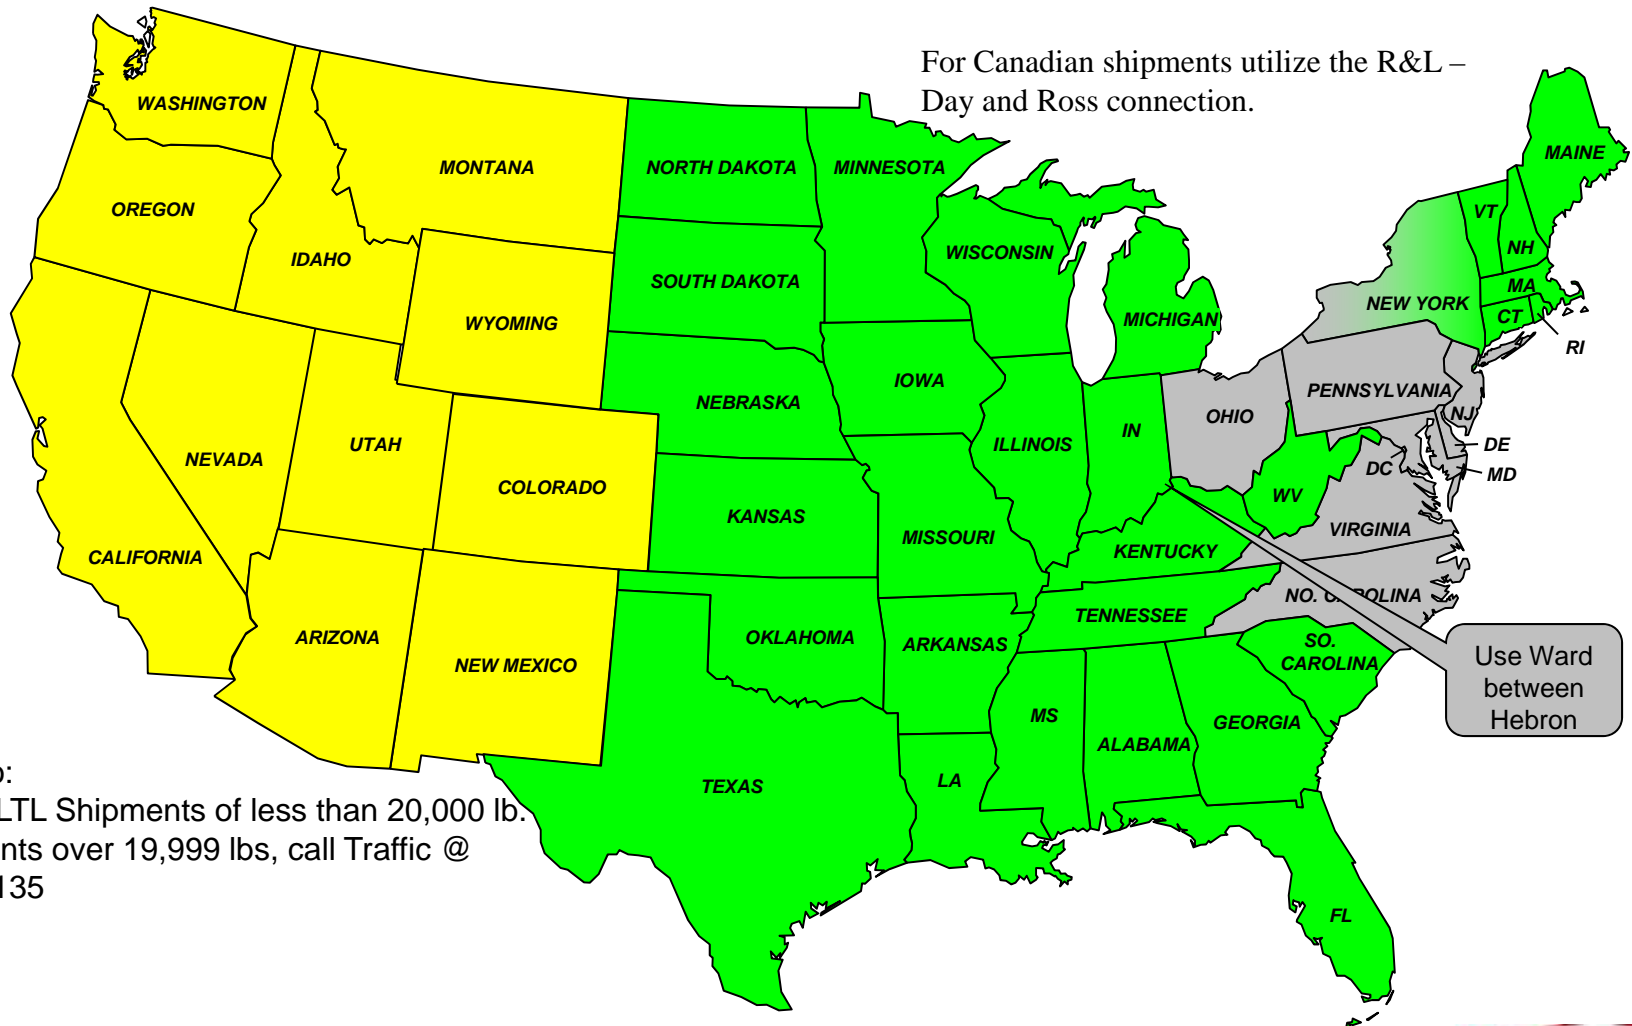 For Canadian shipments utilize the R&L –
Day and Ross connection.
WASHINGTON
MONTANA
NORTH DAKOTA
MINNESOTA
MAINE
OREGON
IDAHO
VT
NH
WISCONSIN
SOUTH DAKOTA
WYOMING
MA
NEW YORK
CT
RI
MICHIGAN
IOWA
NEBRASKA
PENNSYLVANIA
NJ
OHIO
IN
ILLINOIS
UTAH
NEVADA
DE
DC
MD
COLORADO
WV
KANSAS
VIRGINIA
MISSOURI
KENTUCKY
CALIFORNIA
NO. CAROLINA
TENNESSEE
ARIZONA
OKLAHOMA
ARKANSAS
SO.
CAROLINA
NEW MEXICO
Use Ward
between
Hebron
MS
GEORGIA
ALABAMA
LA
TEXAS
FL
:
LTL Shipments of less than 20,000 lb.
nts over 19,999 lbs, call Traffic @
135